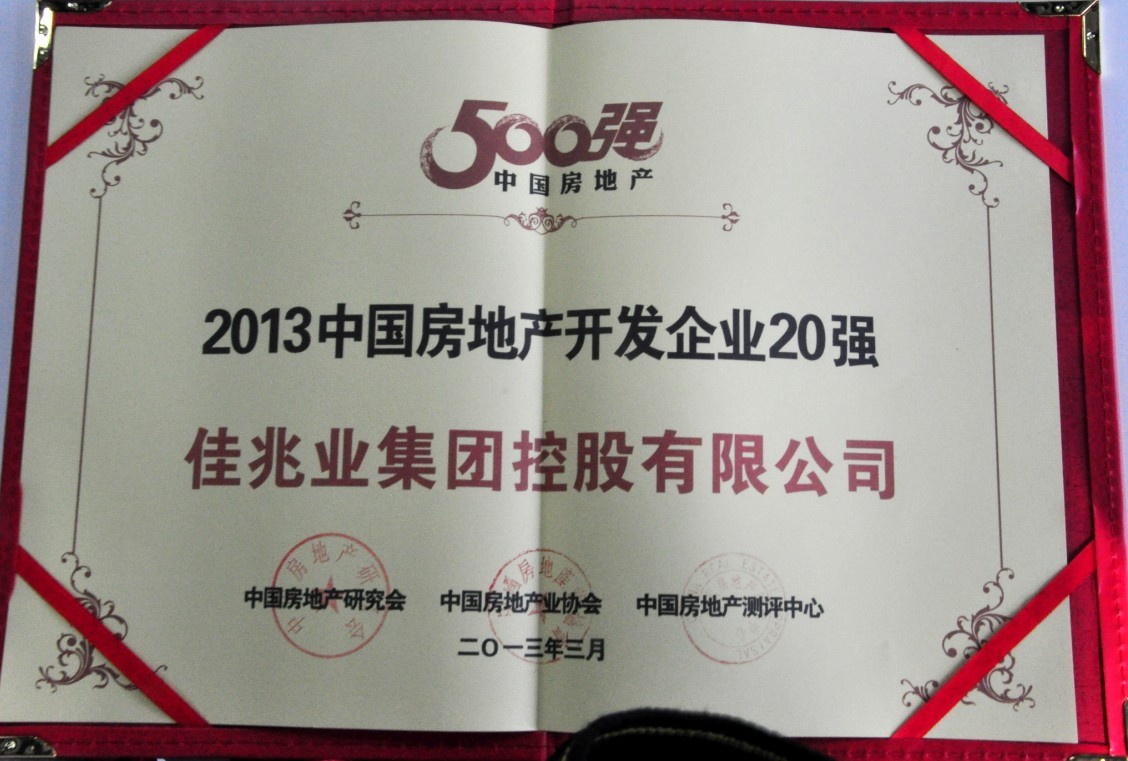 500强
中国房地产
2013中国房地产开发企业20强
佳兆业集团控股有限公司
中国房地产研究会 中国房地产业协会 中国房地产测评中心
二〇一三年三月